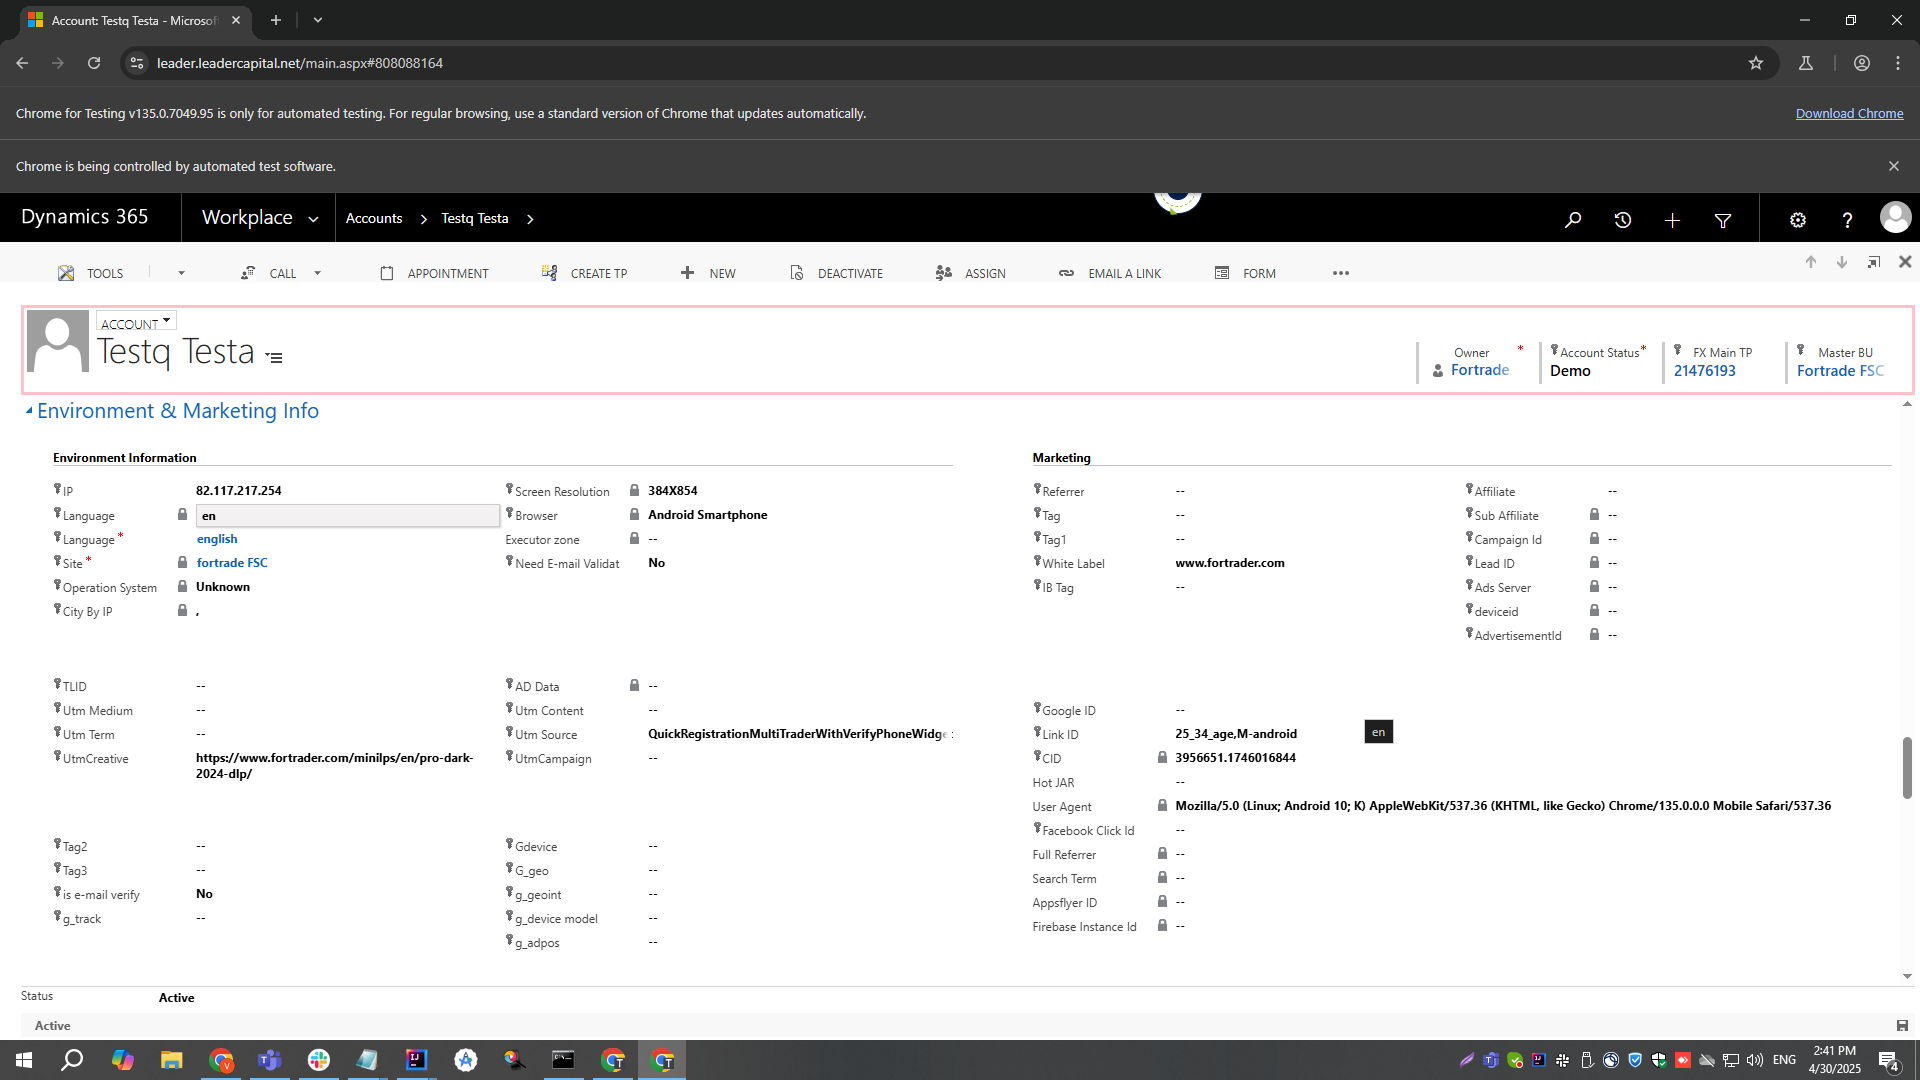 Account: Testq Testa - Microsof
leader.leadercapital.net/main.aspx#808088164
Chrome for Testing v135.0.7049.95 is only for automated testing. For regular browsing, use a standard version of Chrome that updates automatically.
Download Chrome
Chrome is being controlled by automated test software.
Dynamics 365
Workplace
Accounts
Testq Testa
TOOLS
CALL
APPOINTMENT
CREATE TP
NEW
DEACTIVATE
ASSIGN
EMAIL A LINK
FORM
ACCOUNT
Testq Testa
Owner *
Fortrade
Account Status *
Demo
FX Main TP
21476193
Master BU
Fortrade FSC
Environment & Marketing Info
Environment Information
IP 82.117.217.254
Language en
Language * english
Site * fortrade FSC
Operation System Unknown
City By IP ,
Screen Resolution 384X854
Browser Android Smartphone
Executor zone --
Need E-mail Validat No
Marketing
Referrer --
Tag --
Tag1 --
White Label www.fortrader.com
IB Tag --
Affiliate --
Sub Affiliate --
Campaign Id --
Lead ID --
Ads Server --
deviceid --
AdvertisementId --
TLID --
Utm Medium --
Utm Term --
UtmCreative https://www.fortrader.com/minilps/en/pro-dark-
2024-dlp/
AD Data --
Utm Content --
Utm Source QuickRegistrationMultiTraderWithVerifyPhoneWidge
UtmCampaign --
Google ID --
Link ID 25_34_age,M-android
en
CID 3956651.1746016844
Hot JAR --
User Agent Mozilla/5.0 (Linux; Android 10; K) AppleWebKit/537.36 (KHTML, like Gecko) Chrome/135.0.0.0 Mobile Safari/537.36
Facebook Click Id --
Full Referrer --
Search Term --
Appsflyer ID --
Firebase Instance Id --
Tag2 --
Tag3 --
is e-mail verify No
g_track --
Gdevice --
G_geo --
g_geoint --
g_device model --
g_adpos --
Status Active
Active
ENG
2:41 PM
4/30/2025
4